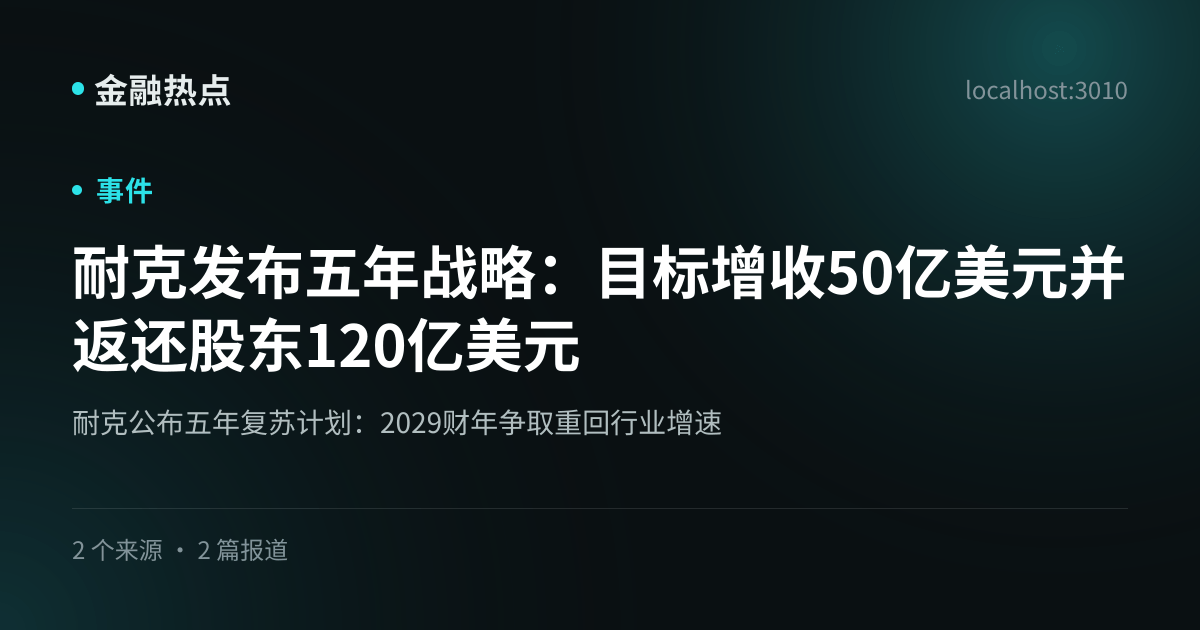 金融热点
localhost:3010
事件
耐克发布五年战略：目标增收50亿美元并
返还股东120亿美元
耐克公布五年复苏计划：2029财年争取重回行业增速
2 个来源 · 2 篇报道